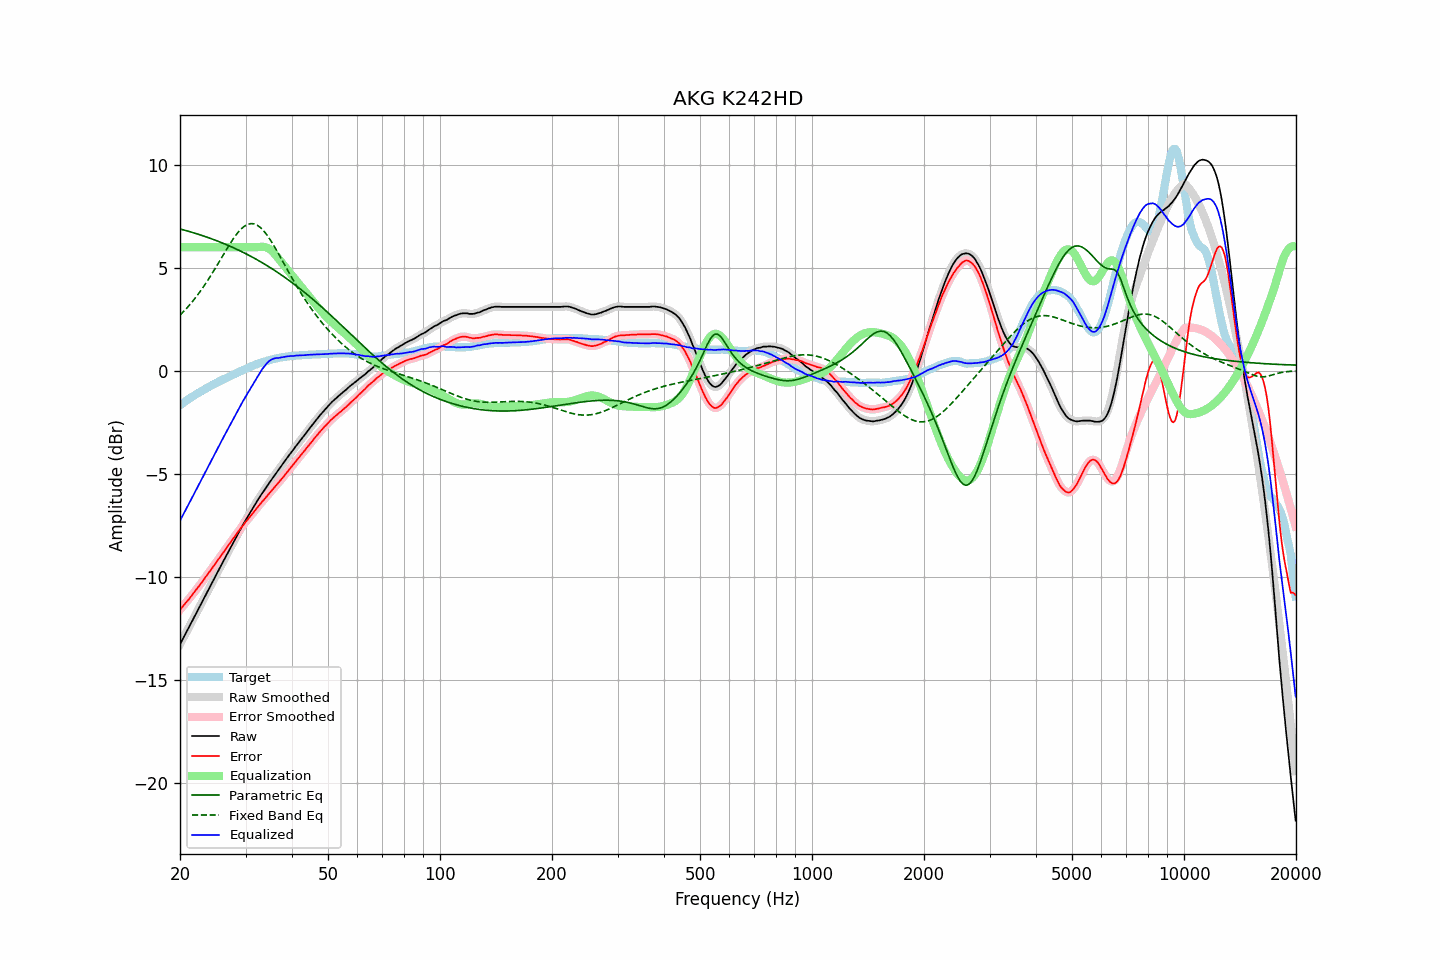 AKG K242HD
Amplitude (dBr)
10
5
0
−5
−10
−15
−20
Target
Raw Smoothed
Error Smoothed
Raw
Error
Equalization
Parametric Eq
Fixed Band Eq
Equalized
20
50
100
200
500
1000
2000
5000
10000
20000
Frequency (Hz)